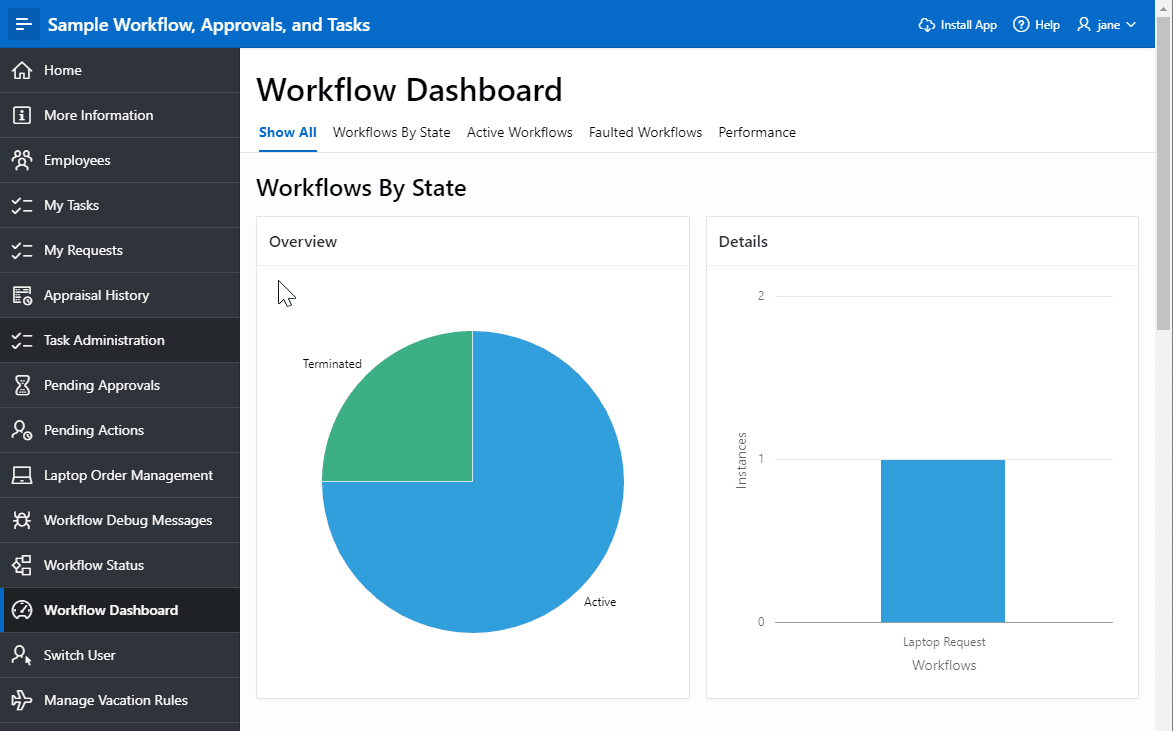 Sample Workflow, Approvals, and Tasks
Install App
Help
jane
Home
More Information
Employees
My Tasks
My Requests
Appraisal History
Task Administration
Pending Approvals
Pending Actions
Laptop Order Management
Workflow Debug Messages
Workflow Status
Workflow Dashboard
Switch User
Manage Vacation Rules
Workflow Dashboard
Show All Workflows By State Active Workflows Faulted Workflows Performance
Workflows By State
Overview
Terminated
Active
Details
2
1
0
Instances
Laptop Request
Workflows